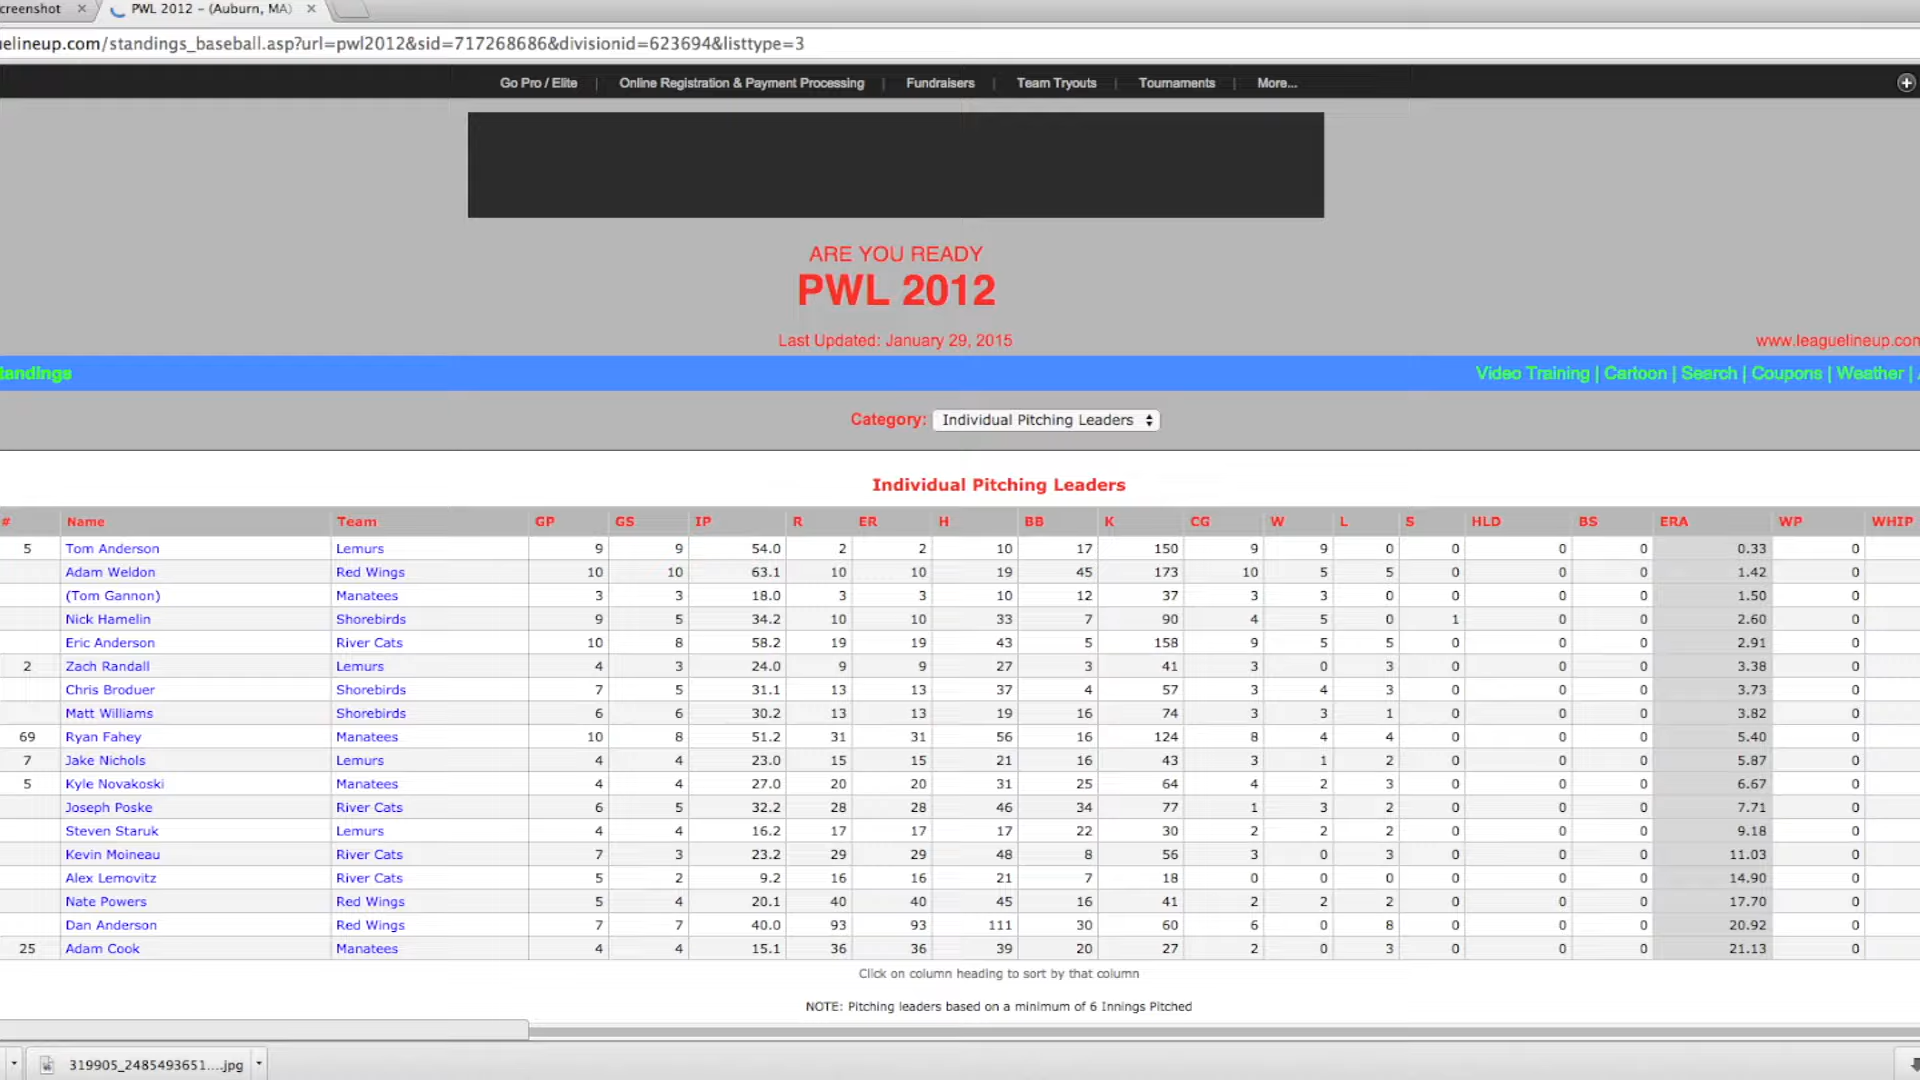 creenshot × PWL 2012 – (Auburn, MA) ×
elineup.com/standings_baseball.asp?url=pwl2012&sid=717268686&divisionid=623694&listtype=3
Go Pro / Elite | Online Registration & Payment Processing | Fundraisers | Team Tryouts | Tournaments | More...
ARE YOU READY
PWL 2012
Last Updated: January 29, 2015 www.leaguelineup.com
tandings Video Training | Cartoon | Search | Coupons | Weather |
Category: Individual Pitching Leaders
Individual Pitching Leaders
# Name Team GP GS IP R ER H BB K CG W L S HLD BS ERA WP WHIP
5 Tom Anderson Lemurs 9 9 54.0 2 2 10 17 150 9 9 0 0 0 0 0.33 0
Adam Weldon Red Wings 10 10 63.1 10 10 19 45 173 10 5 5 0 0 0 1.42 0
(Tom Gannon) Manatees 3 3 18.0 3 3 10 12 37 3 3 0 0 0 0 1.50 0
Nick Hamelin Shorebirds 9 5 34.2 10 10 33 7 90 4 5 0 1 0 0 2.60 0
Eric Anderson River Cats 10 8 58.2 19 19 43 5 158 9 5 5 0 0 0 2.91 0
2 Zach Randall Lemurs 4 3 24.0 9 9 27 3 41 3 0 3 0 0 0 3.38 0
Chris Broduer Shorebirds 7 5 31.1 13 13 37 4 57 3 4 3 0 0 0 3.73 0
Matt Williams Shorebirds 6 6 30.2 13 13 19 16 74 3 3 1 0 0 0 3.82 0
69 Ryan Fahey Manatees 10 8 51.2 31 31 56 16 124 8 4 4 0 0 0 5.40 0
7 Jake Nichols Lemurs 4 4 23.0 15 15 21 16 43 3 1 2 0 0 0 5.87 0
5 Kyle Novakoski Manatees 4 4 27.0 20 20 31 25 64 4 2 3 0 0 0 6.67 0
Joseph Poske River Cats 6 5 32.2 28 28 46 34 77 1 3 2 0 0 0 7.71 0
Steven Staruk Lemurs 4 4 16.2 17 17 17 22 30 2 2 2 0 0 0 9.18 0
Kevin Moineau River Cats 7 3 23.2 29 29 48 8 56 3 0 3 0 0 0 11.03 0
Alex Lemovitz River Cats 5 2 9.2 16 16 21 7 18 0 0 0 0 0 0 14.90 0
Nate Powers Red Wings 5 4 20.1 40 40 45 16 41 2 2 2 0 0 0 17.70 0
Dan Anderson Red Wings 7 7 40.0 93 93 111 30 60 6 0 8 0 0 0 20.92 0
25 Adam Cook Manatees 4 4 15.1 36 36 39 20 27 2 0 3 0 0 0 21.13 0
Click on column heading to sort by that column
NOTE: Pitching leaders based on a minimum of 6 Innings Pitched
319905_2485493651....jpg